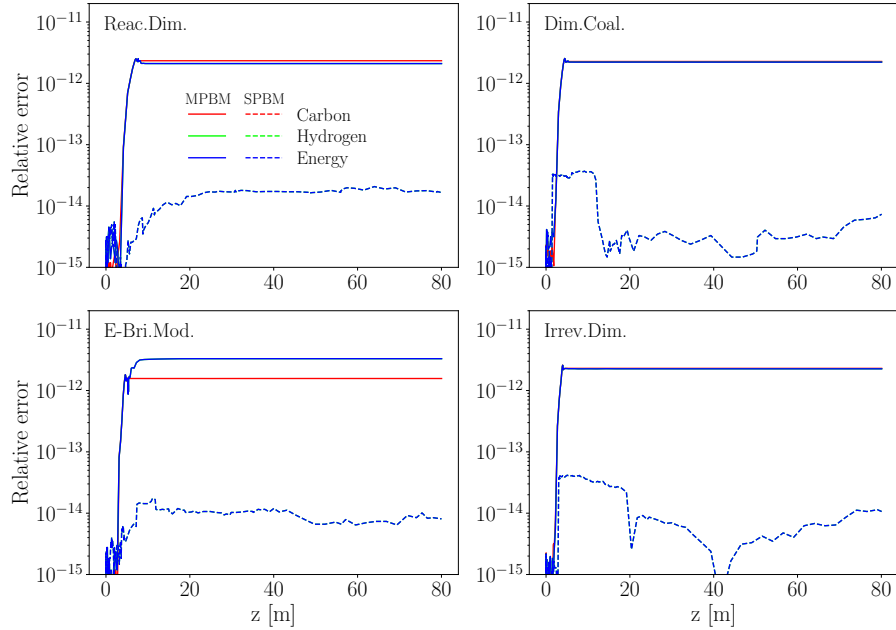 Reac.Dim.
Relative error
10⁻¹¹
10⁻¹²
10⁻¹³
10⁻¹⁴
10⁻¹⁵
MPBM SPBM
Carbon
Hydrogen
Energy
0 20 40 60 80
Dim.Coal.
10⁻¹¹
10⁻¹²
10⁻¹³
10⁻¹⁴
10⁻¹⁵
0 20 40 60 80
E-Bri.Mod.
Relative error
10⁻¹¹
10⁻¹²
10⁻¹³
10⁻¹⁴
10⁻¹⁵
0 20 40 60 80
z [m]
Irrev.Dim.
10⁻¹¹
10⁻¹²
10⁻¹³
10⁻¹⁴
10⁻¹⁵
0 20 40 60 80
z [m]